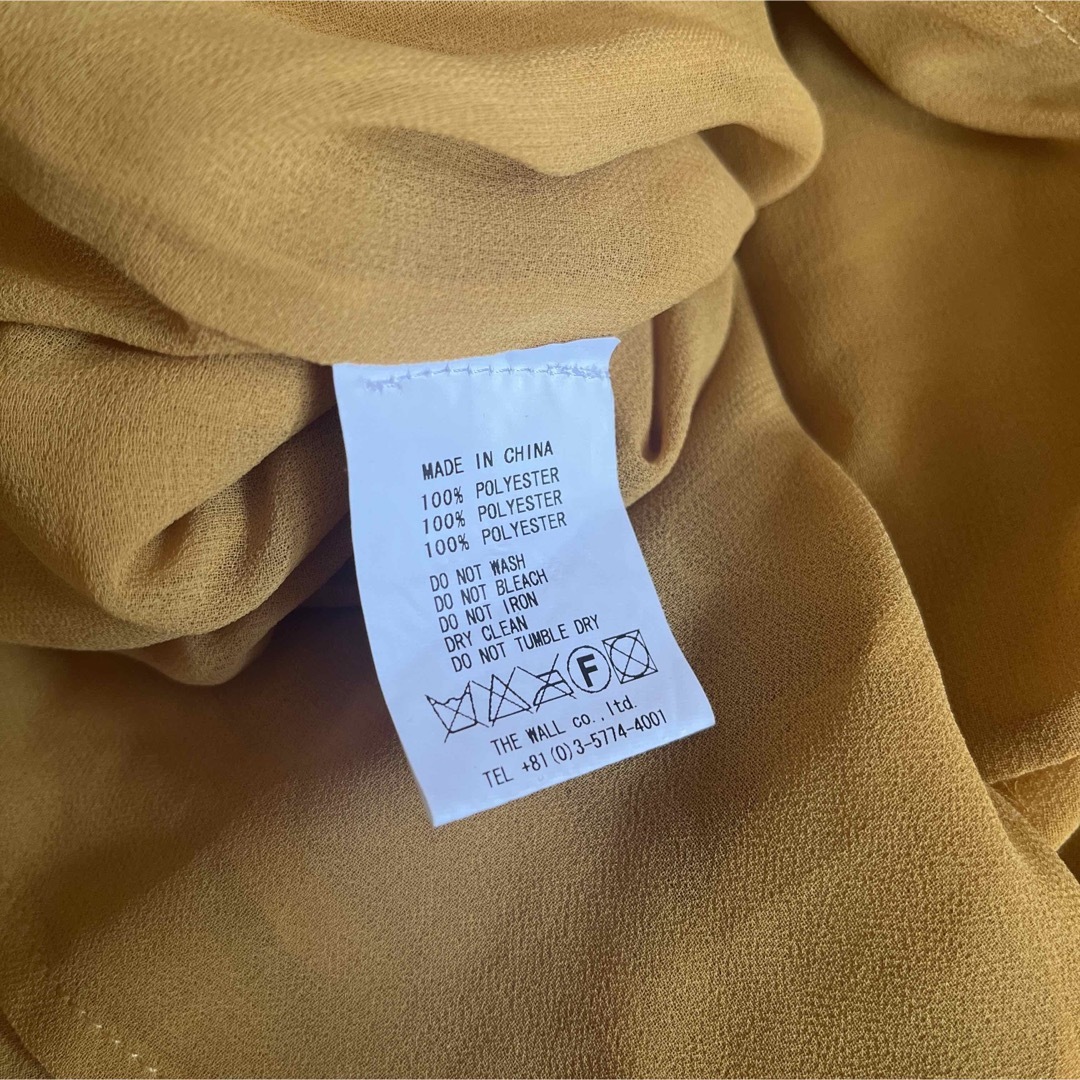 MADE IN CHINA
100% POLYESTER
100% POLYESTER
100% POLYESTER
DO NOT WASH
DO NOT BLEACH
DO NOT IRON
DRY CLEAN
DO NOT TUMBLE DRY
F
THE WALL co.,ltd.
TEL +81(0)3-5774-4001